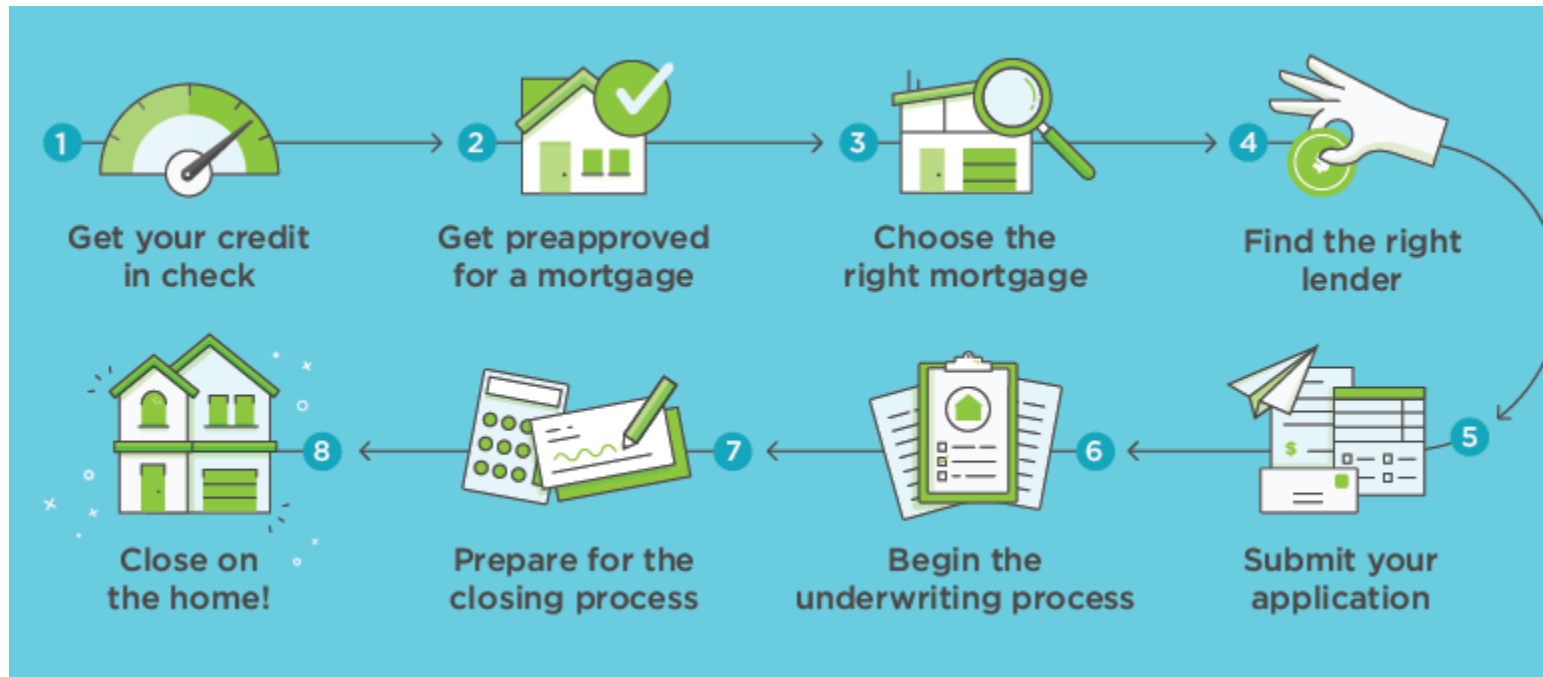 1
Get your credit
in check
2
Get preapproved
for a mortgage
3
Choose the
right mortgage
4
$
Find the right
lender
5
$
Submit your
application
6
Begin the
underwriting process
7
Prepare for the
closing process
8
Close on
the home!